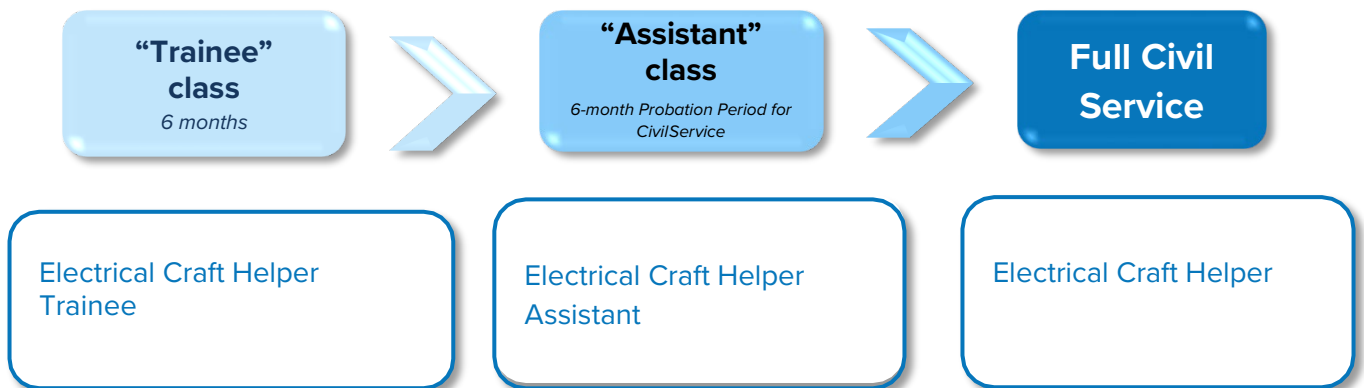 “Trainee”
class
6 months
“Assistant”
class
6-month Probation Period for
CivilService
Full Civil
Service
Electrical Craft Helper
Trainee
Electrical Craft Helper
Assistant
Electrical Craft Helper